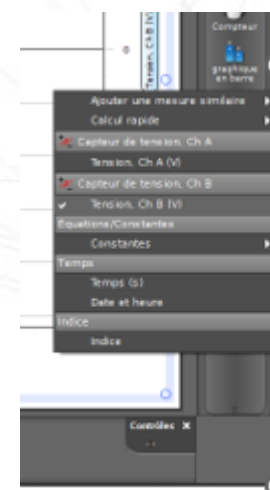 Compteur
graphique
en barre
Tension, Ch B (V)
Ajouter une mesure similaire
Calcul rapide
Capteur de tension, Ch A
Tension, Ch A (V)
Capteur de tension, Ch B
Tension, Ch B (V)
Equations/Constantes
Constantes
Temps
Temps (s)
Date et heure
Indice
Indice
Contrôles